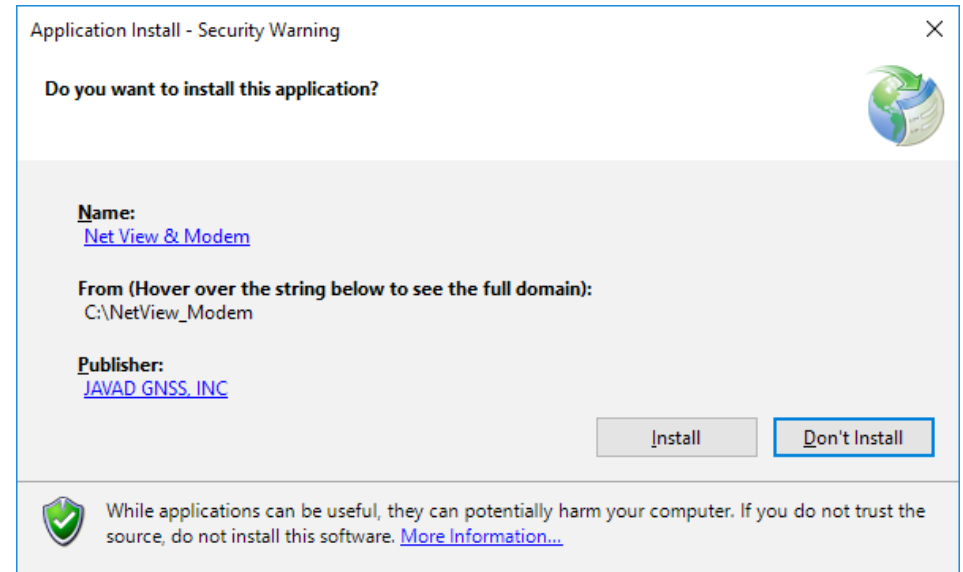 Application Install - Security Warning
Do you want to install this application?
Name:
Net View & Modem
From (Hover over the string below to see the full domain):
C:\NetView_Modem
Publisher:
JAVAD GNSS, INC
Install
Don't Install
While applications can be useful, they can potentially harm your computer. If you do not trust the
source, do not install this software. More Information...